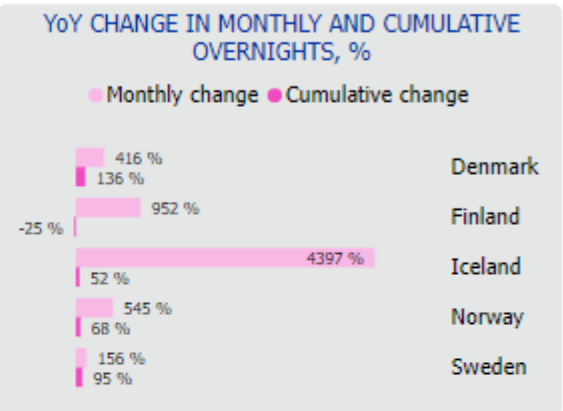 YoY CHANGE IN MONTHLY AND CUMULATIVE
OVERNIGHTS, %
Monthly change Cumulative change
416 %
136 %
Denmark
952 %
-25 %
Finland
4397 %
52 %
Iceland
545 %
68 %
Norway
156 %
95 %
Sweden